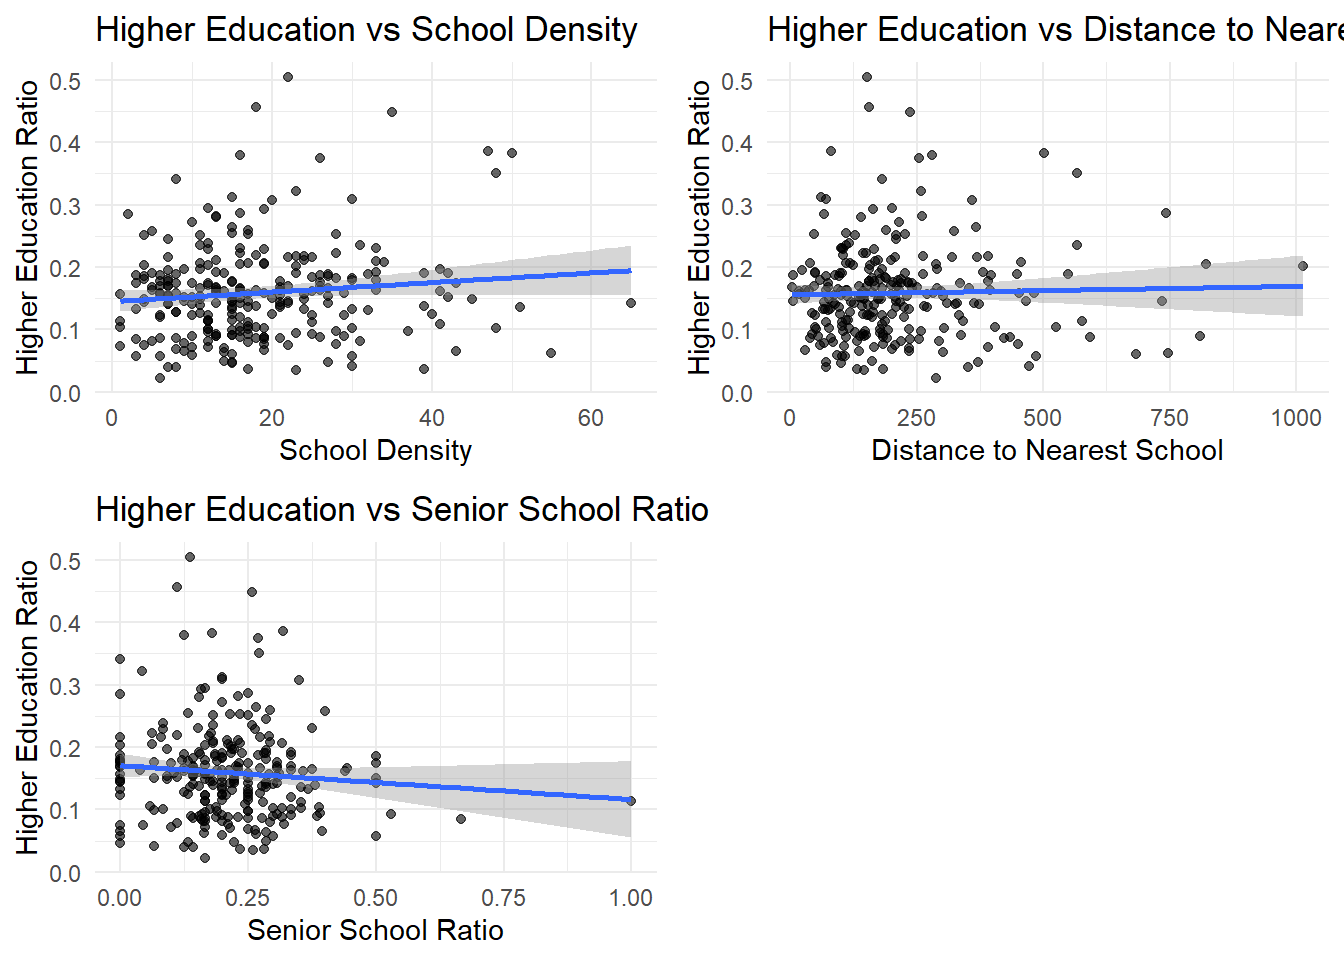 Higher Education vs School Density
Higher Education Ratio
0.5
0.4
0.3
0.2
0.1
0.0
0 20 40 60
School Density
Higher Education vs Distance to Neare
Higher Education Ratio
0.5
0.4
0.3
0.2
0.1
0.0
0 250 500 750 1000
Distance to Nearest School
Higher Education vs Senior School Ratio
Higher Education Ratio
0.5
0.4
0.3
0.2
0.1
0.0
0.00 0.25 0.50 0.75 1.00
Senior School Ratio